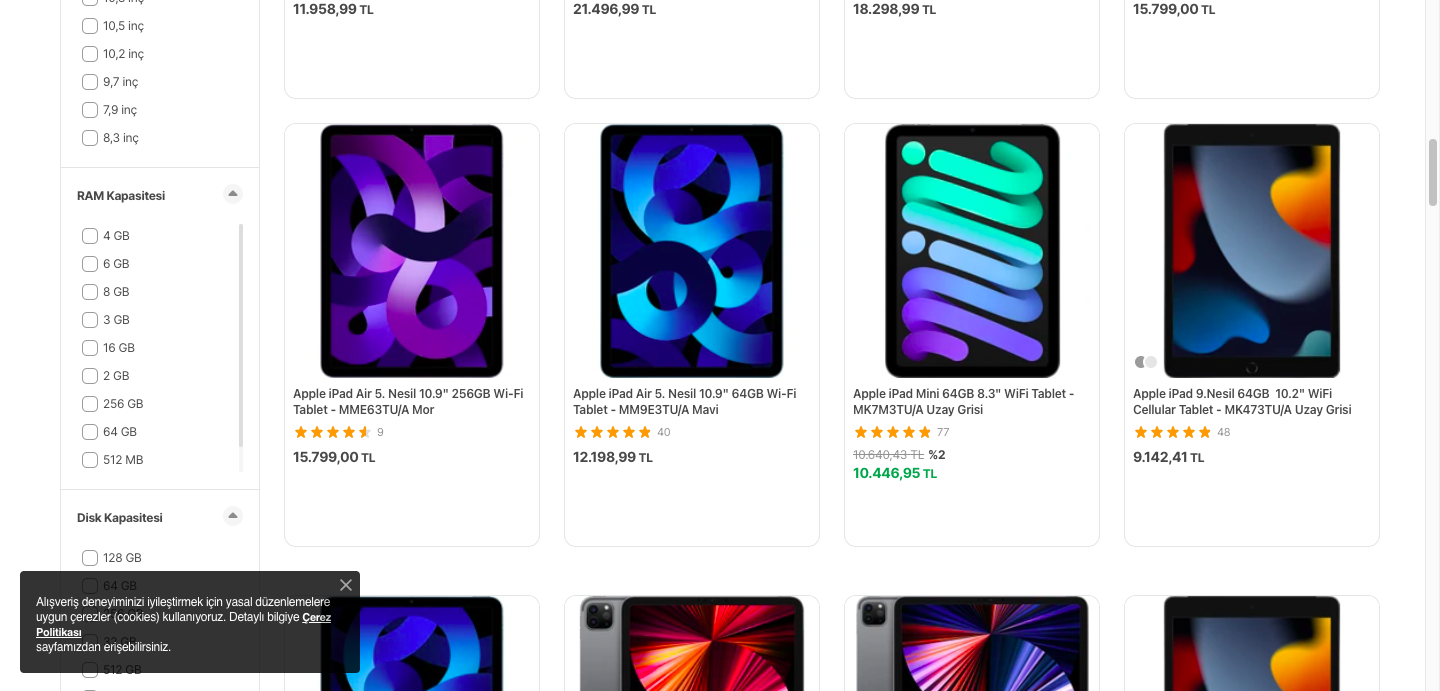 10,5 inç
10,2 inç
9,7 inç
7,9 inç
8,3 inç
RAM Kapasitesi
4 GB
6 GB
8 GB
3 GB
16 GB
2 GB
256 GB
64 GB
512 MB
Disk Kapasitesi
128 GB
64 GB
32 GB
512 GB
11.958,99 TL
21.496,99 TL
18.298,99 TL
15.799,00 TL
Apple iPad Air 5. Nesil 10.9" 256GB Wi-Fi
Tablet - MME63TU/A Mor
9
15.799,00 TL
Apple iPad Air 5. Nesil 10.9" 64GB Wi-Fi
Tablet - MM9E3TU/A Mavi
40
12.198,99 TL
Apple iPad Mini 64GB 8.3" WiFi Tablet -
MK7M3TU/A Uzay Grisi
77
10.640,43 TL %2
10.446,95 TL
Apple iPad 9.Nesil 64GB 10.2" WiFi
Cellular Tablet - MK473TU/A Uzay Grisi
48
9.142,41 TL
Alışveriş deneyiminizi iyileştirmek için yasal düzenlemelere
uygun çerezler (cookies) kullanıyoruz. Detaylı bilgiye Çerez
Politikası
sayfamızdan erişebilirsiniz.